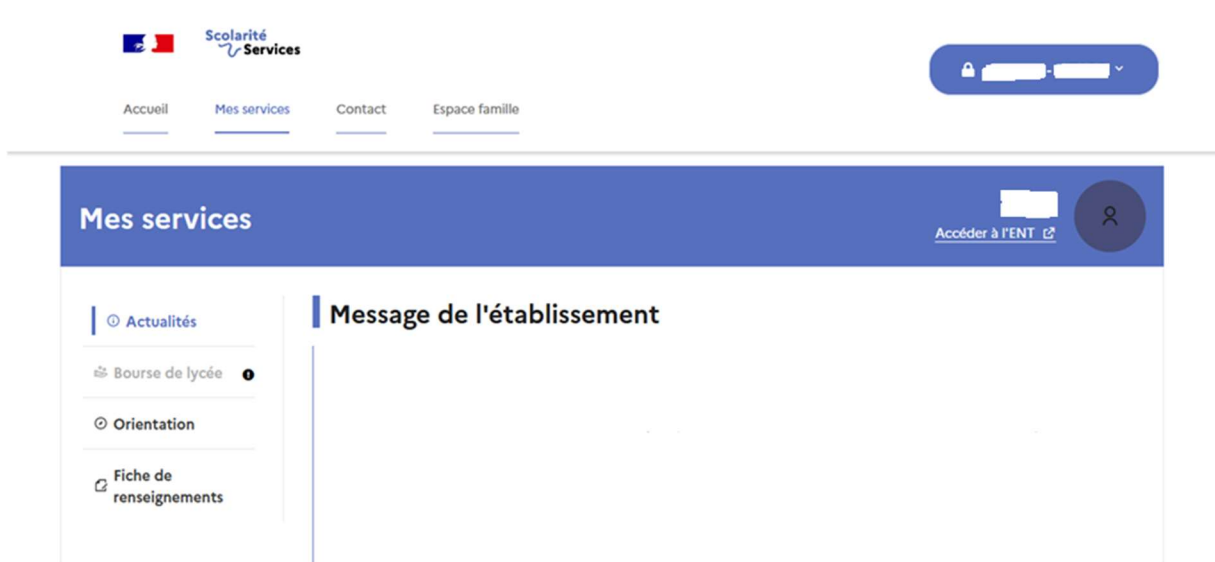 Scolarité
Services
Accueil Mes services Contact Espace famille
Mes services
Accéder à l'ENT
Actualités
Message de l'établissement
Bourse de lycée
Orientation
Fiche de
renseignements